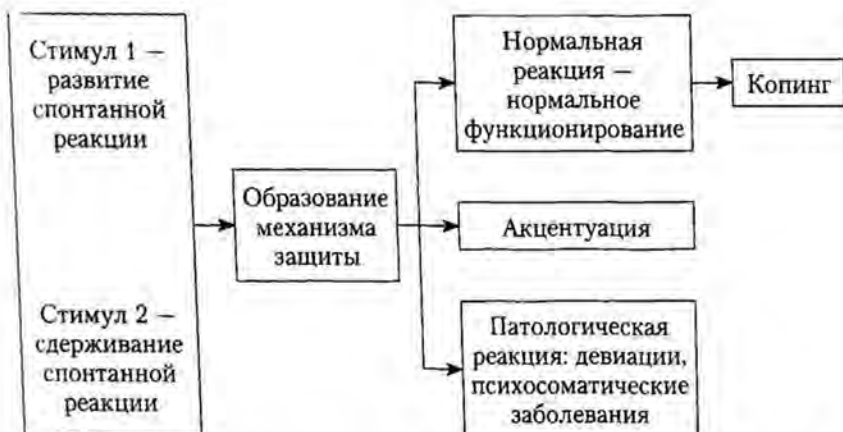 Стимул 1 —
развитие
спонтанной
реакции
Стимул 2 —
сдерживание
спонтанной
реакции
Образование
механизма
защиты
Нормальная
реакция —
нормальное
функционирование
Копинг
Акцентуация
Патологическая
реакция: девиации,
психосоматические
заболевания